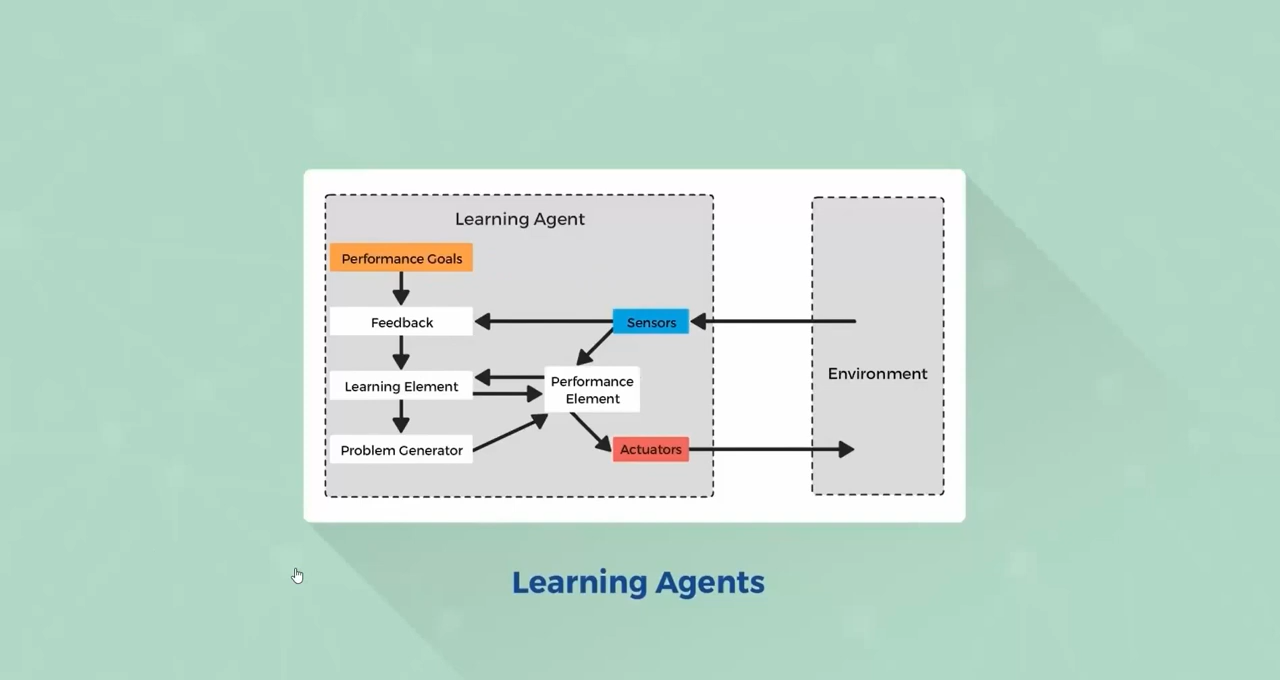 Learning Agent
Performance Goals
Feedback
Sensors
Learning Element
Performance
Element
Environment
Problem Generator
Actuators
Learning Agents